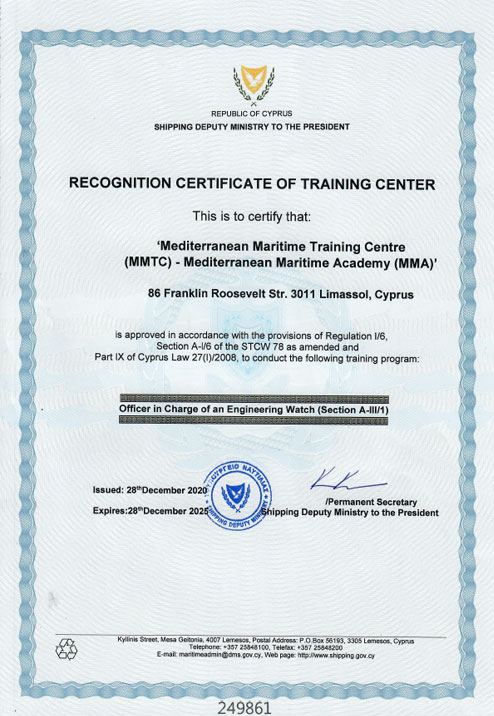 REPUBLIC OF CYPRUS
SHIPPING DEPUTY MINISTRY TO THE PRESIDENT
RECOGNITION CERTIFICATE OF TRAINING CENTER
This is to certify that:
'Mediterranean Maritime Training Centre
(MMTC) - Mediterranean Maritime Academy (MMA)'
86 Franklin Roosevelt Str. 3011 Limassol, Cyprus
is approved in accordance with the provisions of Regulation I/6,
Section A-I/6 of the STCW 78 as amended and
Part IX of Cyprus Law 27(I)/2008, to conduct the following training program:
Officer in Charge of an Engineering Watch (Section A-III/1)
Issued: 28thDecember 2020
Expires:28thDecember 2025
ΥΦΥΠΟΥΡΓΕΙΟ ΝΑΥΤΙΛΙΑΣ
SHIPPING DEPUTY MINISTRY
/Permanent Secretary
Shipping Deputy Ministry to the President
Kyllinis Street, Mesa Geitonia, 4007 Lemesos, Postal Address: P.O.Box 56193, 3305 Lemesos, Cyprus
Telephone: +357 25848100, Telefax: +357 25848200
E-mail: maritimeadmin@dms.gov.cy, Web page: http://www.shipping.gov.cy
249861